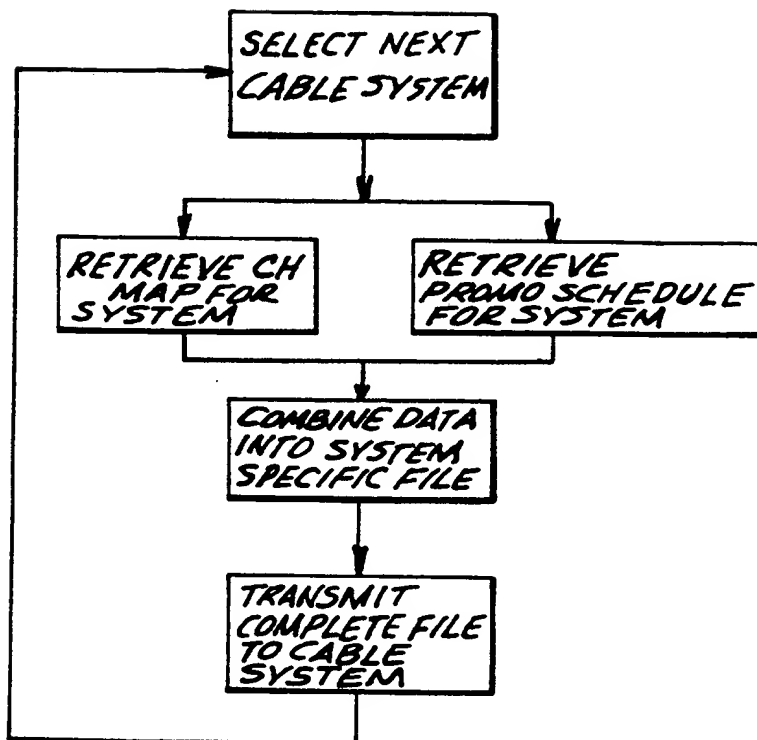 SELECT NEXT
CABLE SYSTEM
RETRIEVE CH
MAP FOR
SYSTEM
RETRIEVE
PROMO SCHEDULE
FOR SYSTEM
COMBINE DATA
INTO SYSTEM
SPECIFIC FILE
TRANSMIT
COMPLETE FILE
TO CABLE
SYSTEM